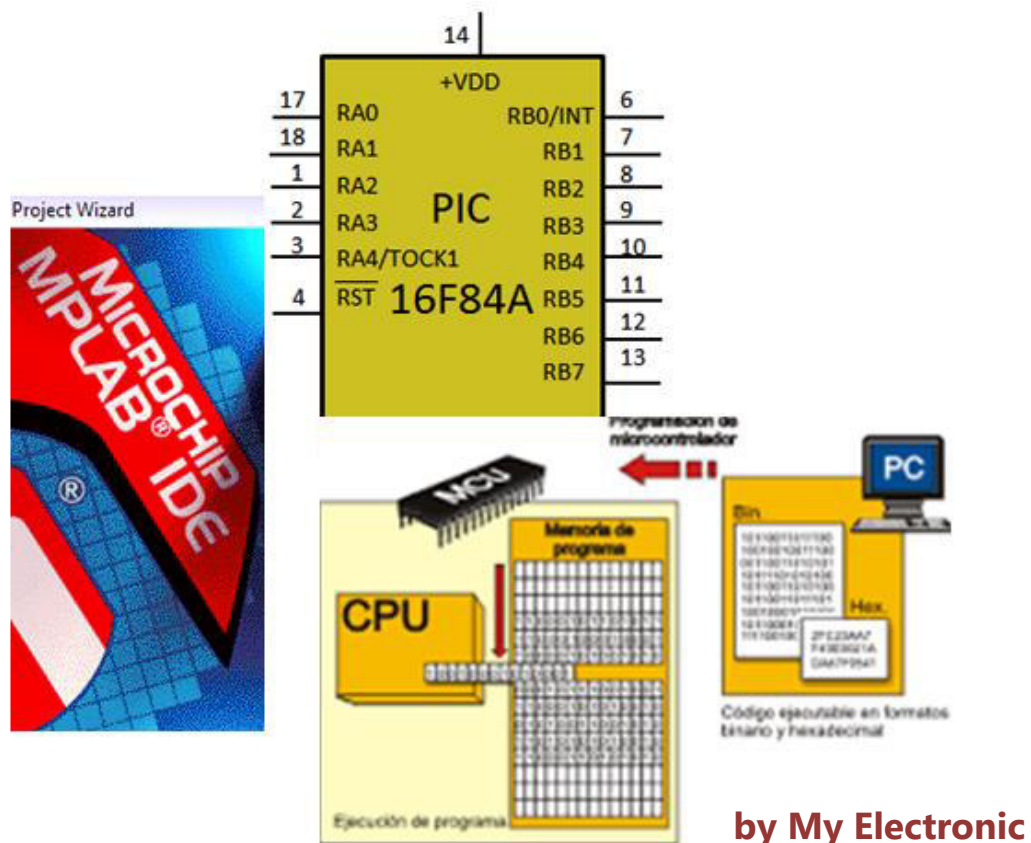 14
+VDD
17
RA0
18
RA1
1
RA2
2
RA3
3
RA4/TOCK1
4
RST
PIC
16F84A
6
RB0/INT
7
RB1
8
RB2
9
RB3
10
RB4
11
RB5
12
RB6
13
RB7
Project Wizard
MICROCHIP
MPLAB® IDE
®
Programación de
microcontrolador
PC
MCU
Memoria de
programa
CPU
Bin
Hex.
2FC23AA7
Código ejecutable en formatos
binario y hexadecimal
Ejecución de programa
by My Electronic